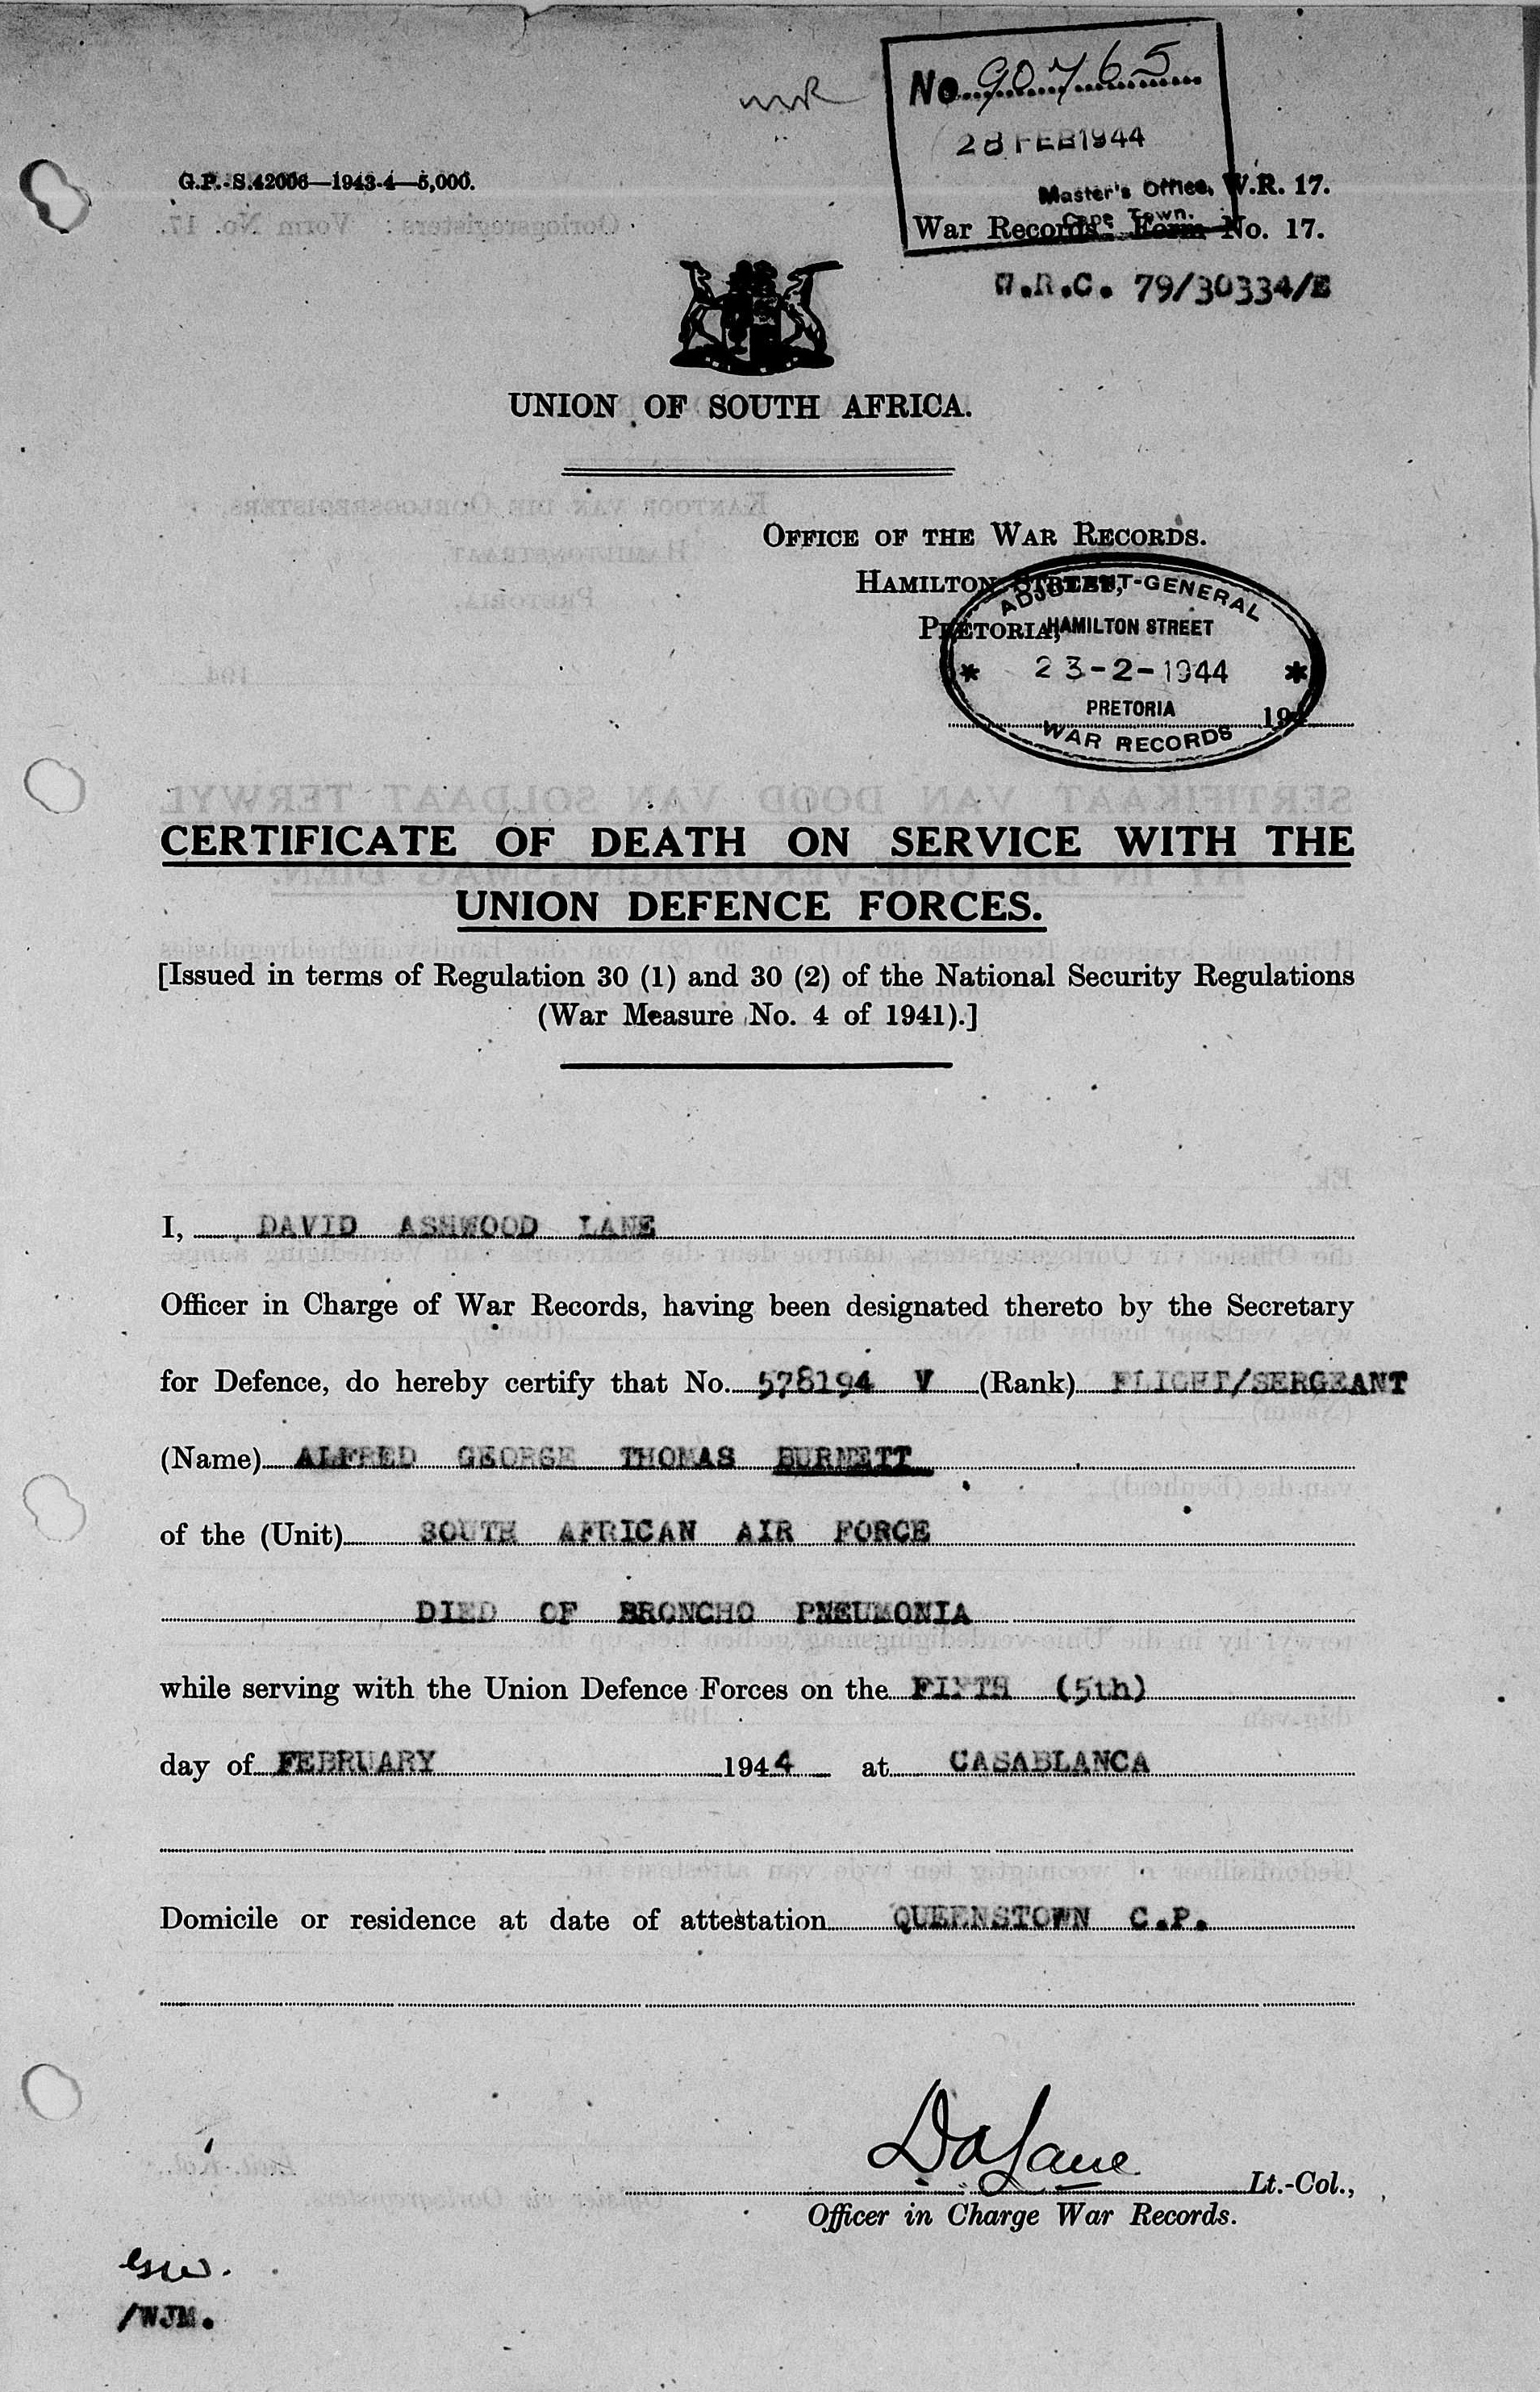 No. 90765
28 FEB 1944
Master's Office,
Cape Town.
G.P.-S.42006—1943-4—5,000.
W.R. 17.
War Records: Form No. 17.
W.R.C. 79/30334/E
UNION OF SOUTH AFRICA.
OFFICE OF THE WAR RECORDS.
HAMILTON STREET,
PRETORIA,
194
ADJUTANT-GENERAL
HAMILTON STREET
* 23-2-1944 *
PRETORIA
WAR RECORDS
CERTIFICATE OF DEATH ON SERVICE WITH THE
UNION DEFENCE FORCES.
[Issued in terms of Regulation 30 (1) and 30 (2) of the National Security Regulations
(War Measure No. 4 of 1941).]
I, DAVID ASHWOOD LANE
Officer in Charge of War Records, having been designated thereto by the Secretary
for Defence, do hereby certify that No. 578194 V (Rank) FLIGHT/SERGEANT
(Name) ALFRED GEORGE THOMAS BURNETT
of the (Unit) SOUTH AFRICAN AIR FORCE
DIED OF BRONCHO PNEUMONIA
while serving with the Union Defence Forces on the FIFTH (5th)
day of FEBRUARY 1944 at CASABLANCA
Domicile or residence at date of attestation QUEENSTOWN C.P.
DALane Lt.-Col.,
Officer in Charge War Records.
/WJM.